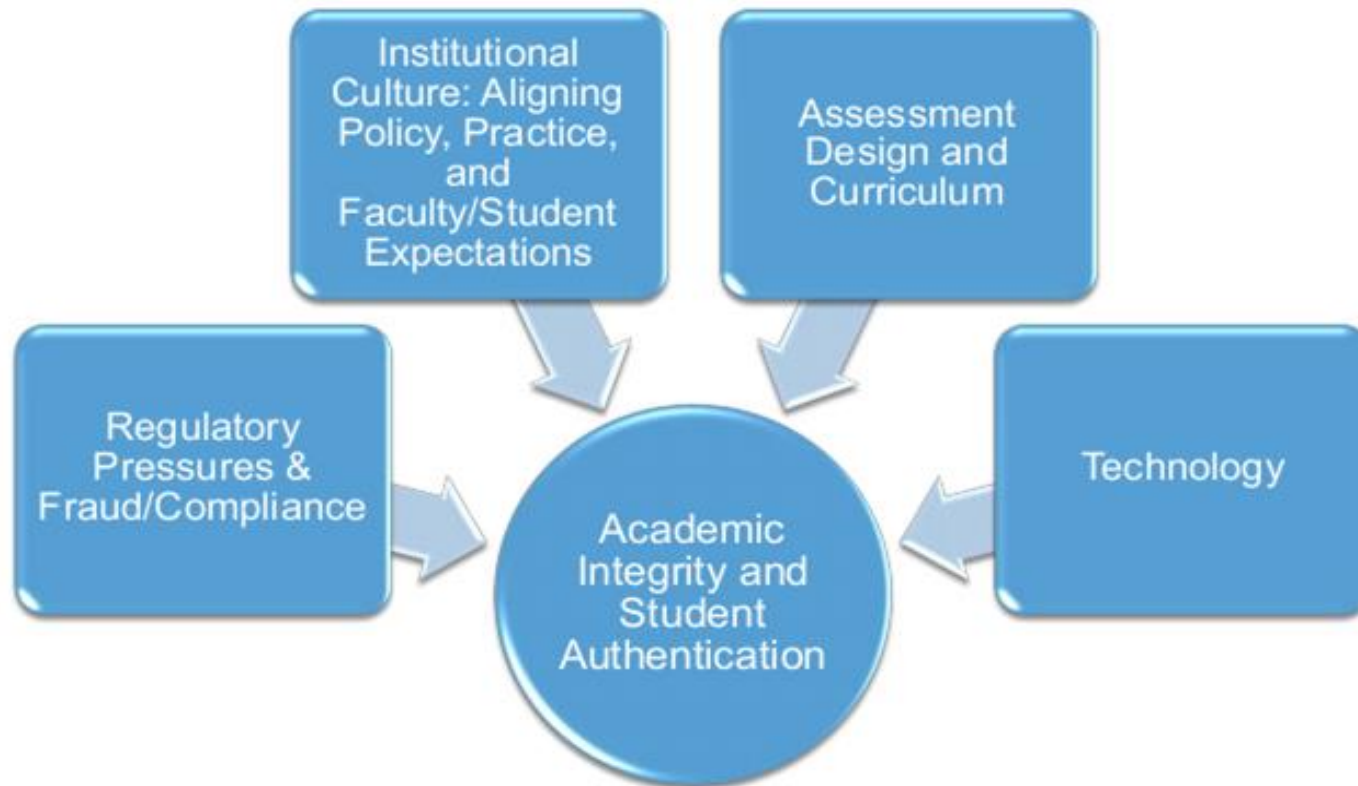 Institutional
Culture: Aligning
Policy, Practice,
and
Faculty/Student
Expectations
Assessment
Design and
Curriculum
Regulatory
Pressures &
Fraud/Compliance
Technology
Academic
Integrity and
Student
Authentication